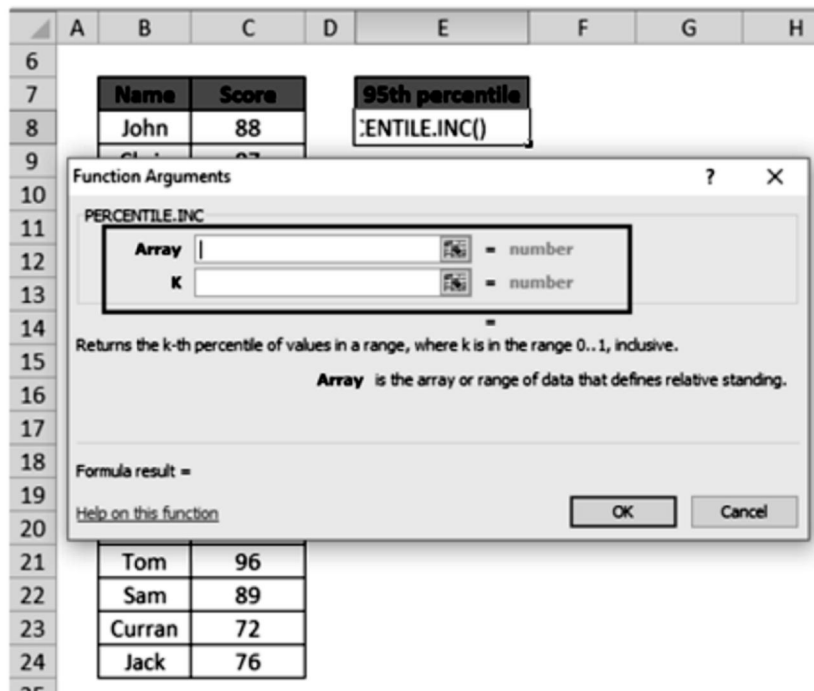 A B C D E F G H
6
7 Name Score 95th percentile
8 John 88 :ENTILE.INC()
9
Function Arguments ? ×
10
11 PERCENTILE.INC
12 Array = number
13 K = number
14 =
15 Returns the k-th percentile of values in a range, where k is in the range 0..1, inclusive.
16 Array is the array or range of data that defines relative standing.
17
18 Formula result =
19
20 Help on this function OK Cancel
21 Tom 96
22 Sam 89
23 Curran 72
24 Jack 76